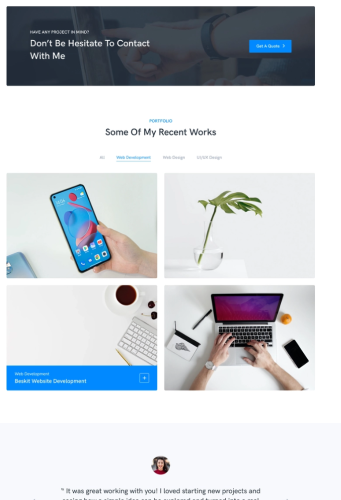 HAVE ANY PROJECT IN MIND?
Don't Be Hesitate To Contact
With Me
Get A Quote
PORTFOLIO
Some Of My Recent Works
All Web Development Web Design UI/UX Design
Web Development
Beskit Website Development
“ It was great working with you! I loved starting new projects and